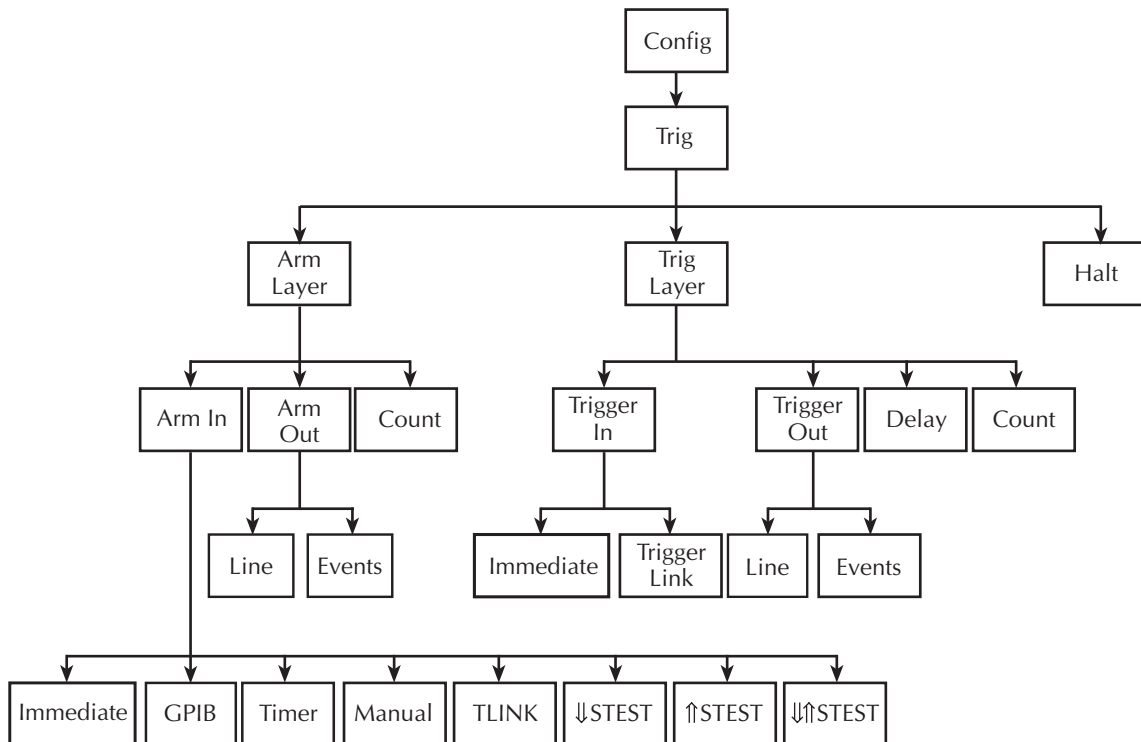 Config
Trig
Arm
Layer
Trig
Layer
Halt
Arm In
Arm
Out
Count
Trigger
In
Trigger
Out
Delay
Count
Line
Events
Immediate
Trigger
Link
Line
Events
Immediate
GPIB
Timer
Manual
TLINK
⇓STEST
⇑STEST
⇓⇑STEST